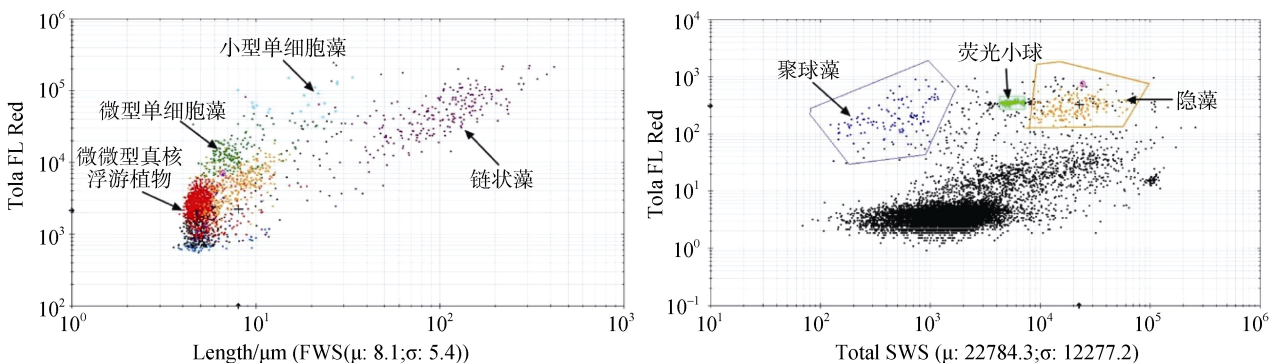 10⁶
10⁵
10⁴
10³
10²
Tola FL Red
小型单细胞藻
微型单细胞藻
微微型真核
浮游植物
链状藻
10⁰
10¹
10²
10³
Length/μm (FWS(μ: 8.1;σ: 5.4))
10⁴
10³
10²
10¹
10⁰
10⁻¹
Tola FL Red
聚球藻
荧光小球
隐藻
10¹
10²
10³
10⁴
10⁵
10⁶
Total SWS (μ: 22784.3;σ: 12277.2)